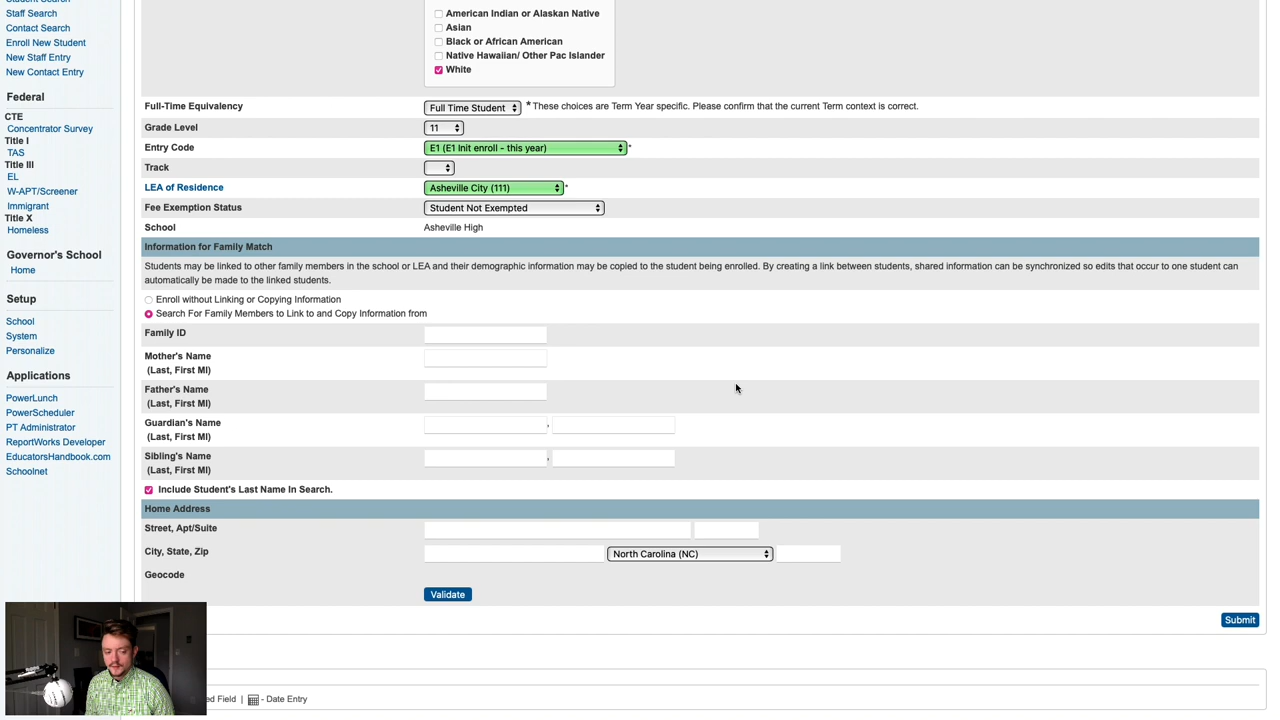 Student Search
Staff Search
Contact Search
Enroll New Student
New Staff Entry
New Contact Entry
Federal
CTE
Concentrator Survey
Title I
TAS
Title III
EL
W-APT/Screener
Immigrant
Title X
Homeless
Governor's School
Home
Setup
School
System
Personalize
Applications
PowerLunch
PowerScheduler
PT Administrator
ReportWorks Developer
EducatorsHandbook.com
Schoolnet
American Indian or Alaskan Native
Asian
Black or African American
Native Hawaiian/ Other Pac Islander
White
Full-Time Equivalency Full Time Student * These choices are Term Year specific. Please confirm that the current Term context is correct.
Grade Level 11
Entry Code E1 (E1 Init enroll - this year) *
Track
LEA of Residence Asheville City (111) *
Fee Exemption Status Student Not Exempted
School Asheville High
Information for Family Match
Students may be linked to other family members in the school or LEA and their demographic information may be copied to the student being enrolled. By creating a link between students, shared information can be synchronized so edits that occur to one student can
automatically be made to the linked students.
Enroll without Linking or Copying Information
Search For Family Members to Link to and Copy Information from
Family ID
Mother's Name
(Last, First MI)
Father's Name
(Last, First MI)
Guardian's Name ,
(Last, First MI)
Sibling's Name ,
(Last, First MI)
Include Student's Last Name In Search.
Home Address
Street, Apt/Suite
City, State, Zip North Carolina (NC)
Geocode
Validate
Submit
Field | - Date Entry